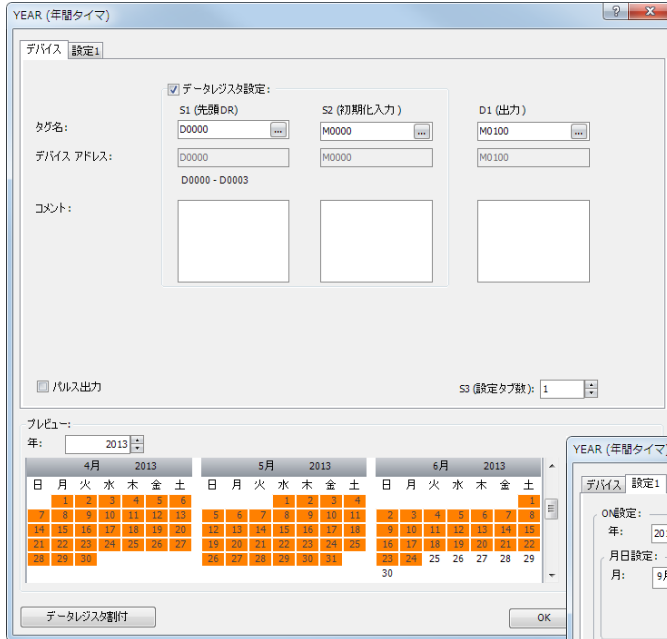 YEAR (年間タイマ)
デバイス 設定1
データレジスタ設定:
S1 (先頭DR) S2 (初期化入力) D1 (出力)
タグ名: D0000 ... M0000 ... M0100 ...
デバイス アドレス: D0000 M0000 M0100
D0000 - D0003
コメント:
パルス出力 S3 (設定タブ数): 1
プレビュー:
年: 2013
4月 2013 5月 2013 6月 2013
日 月 火 水 木 金 土 日 月 火 水 木 金 土 日 月 火 水 木 金 土
1 2 3 4 5 6 1 2 3 4 1
7 8 9 10 11 12 13 5 6 7 8 9 10 11 2 3 4 5 6 7 8
14 15 16 17 18 19 20 12 13 14 15 16 17 18 9 10 11 12 13 14 15
21 22 23 24 25 26 27 19 20 21 22 23 24 25 16 17 18 19 20 21 22
28 29 30 26 27 28 29 30 31 23 24 25 26 27 28 29
30
データレジスタ割付 OK
YEAR (年間タイマ)
デバイス 設定1
ON設定:
年: 201
月日設定:
月: 9月